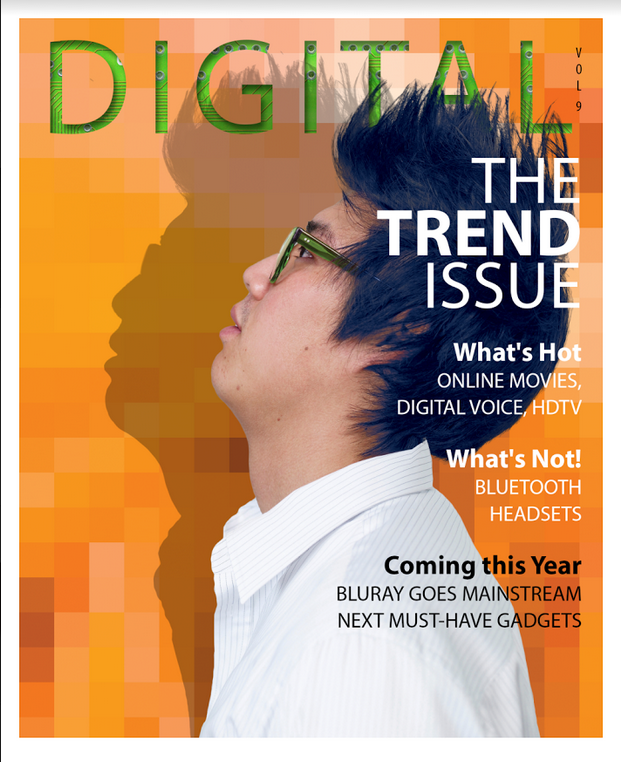 DIGITAL
VOL 9
THE
TREND
ISSUE
What's Hot
ONLINE MOVIES,
DIGITAL VOICE, HDTV
What's Not!
BLUETOOTH
HEADSETS
Coming this Year
BLURAY GOES MAINSTREAM
NEXT MUST-HAVE GADGETS